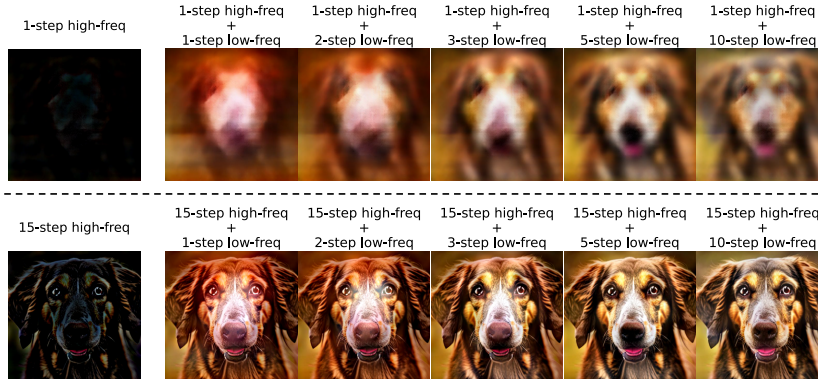 1-step high-freq
1-step high-freq
+
1-step low-freq
1-step high-freq
+
2-step low-freq
1-step high-freq
+
3-step low-freq
1-step high-freq
+
5-step low-freq
1-step high-freq
+
10-step low-freq
15-step high-freq
15-step high-freq
+
1-step low-freq
15-step high-freq
+
2-step low-freq
15-step high-freq
+
3-step low-freq
15-step high-freq
+
5-step low-freq
15-step high-freq
+
10-step low-freq